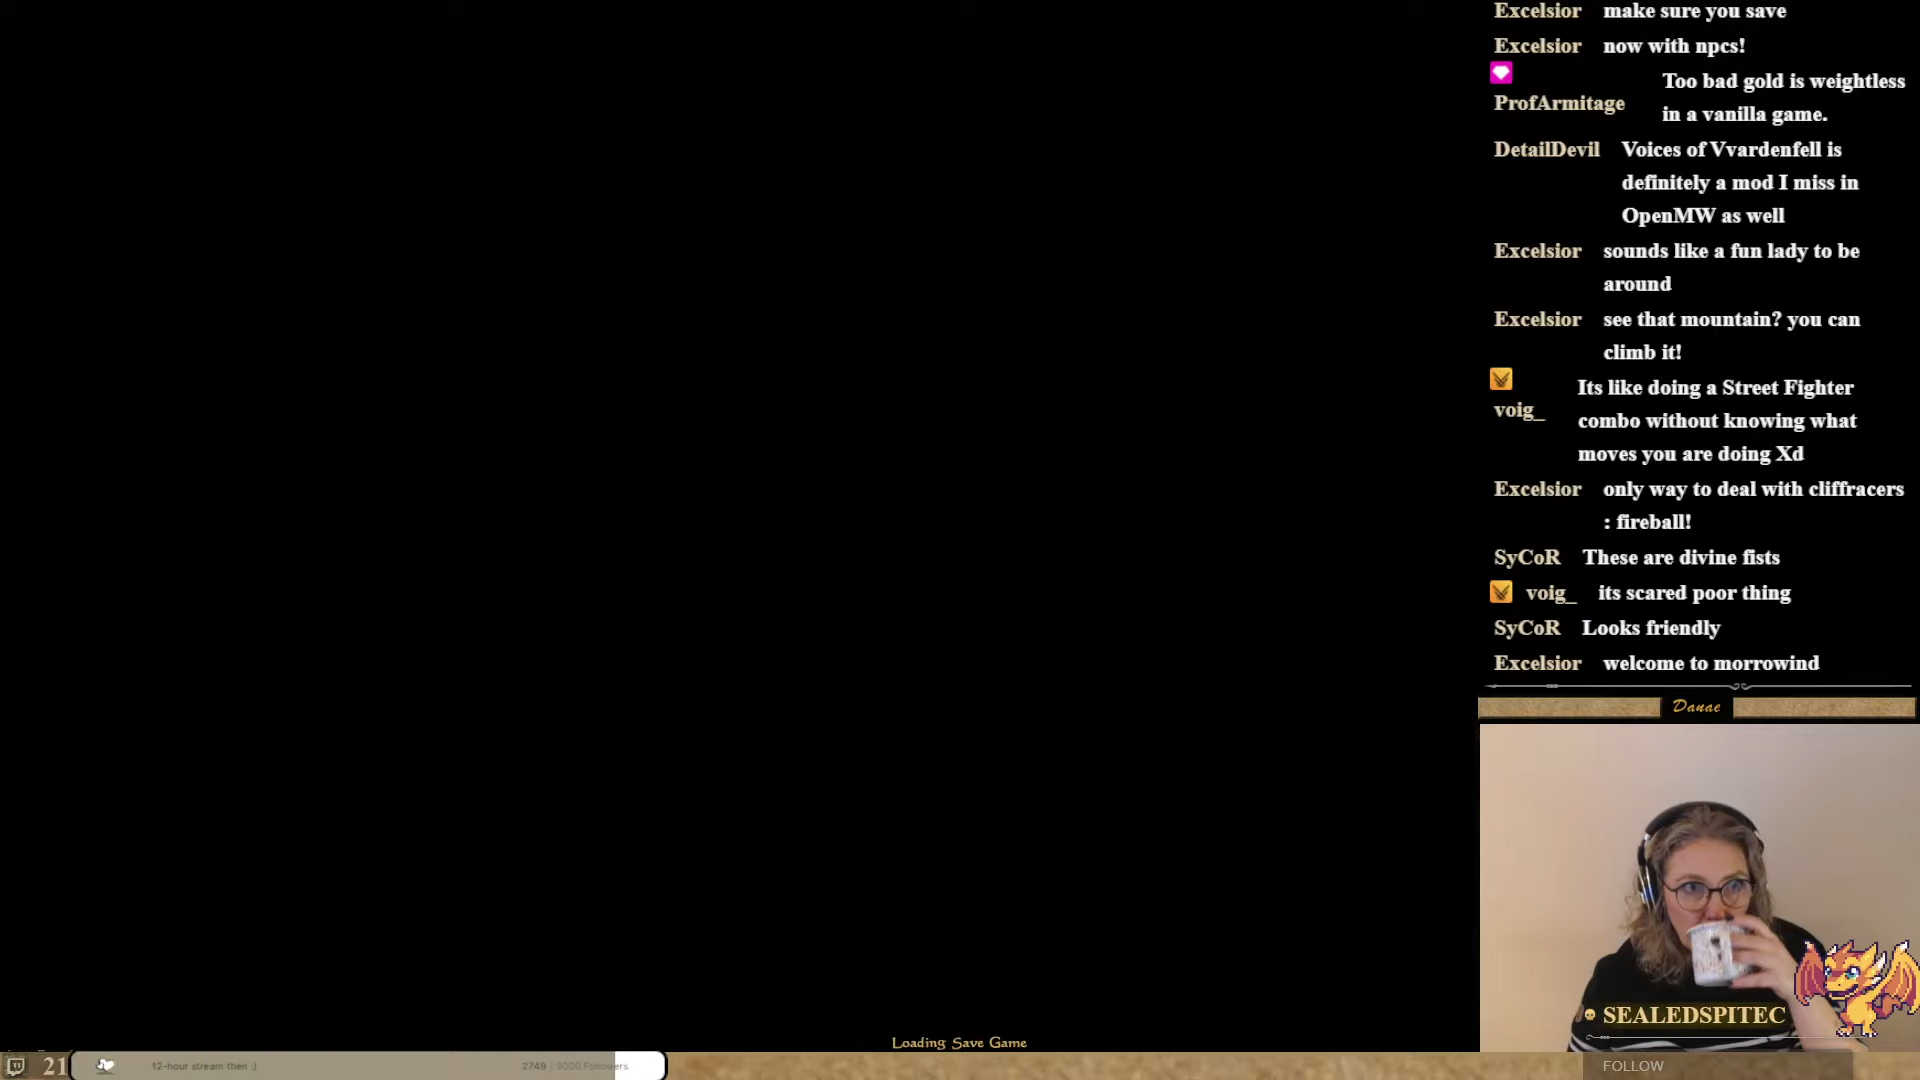 Excelsior make sure you save
Excelsior now with npcs!
Too bad gold is weightless
ProfArmitage
in a vanilla game.
DetailDevil Voices of Vvardenfell is
definitely a mod I miss in
OpenMW as well
Excelsior sounds like a fun lady to be
around
Excelsior see that mountain? you can
climb it!
Its like doing a Street Fighter
voig_ combo without knowing what
moves you are doing Xd
Excelsior only way to deal with cliffracers
: fireball!
SyCoR These are divine fists
voig_ its scared poor thing
SyCoR Looks friendly
Excelsior welcome to morrowind
Danae
SEALEDSPITEC
FOLLOW
Loading Save Game
21 12-hour stream then :) 2749 / 3000 Followers